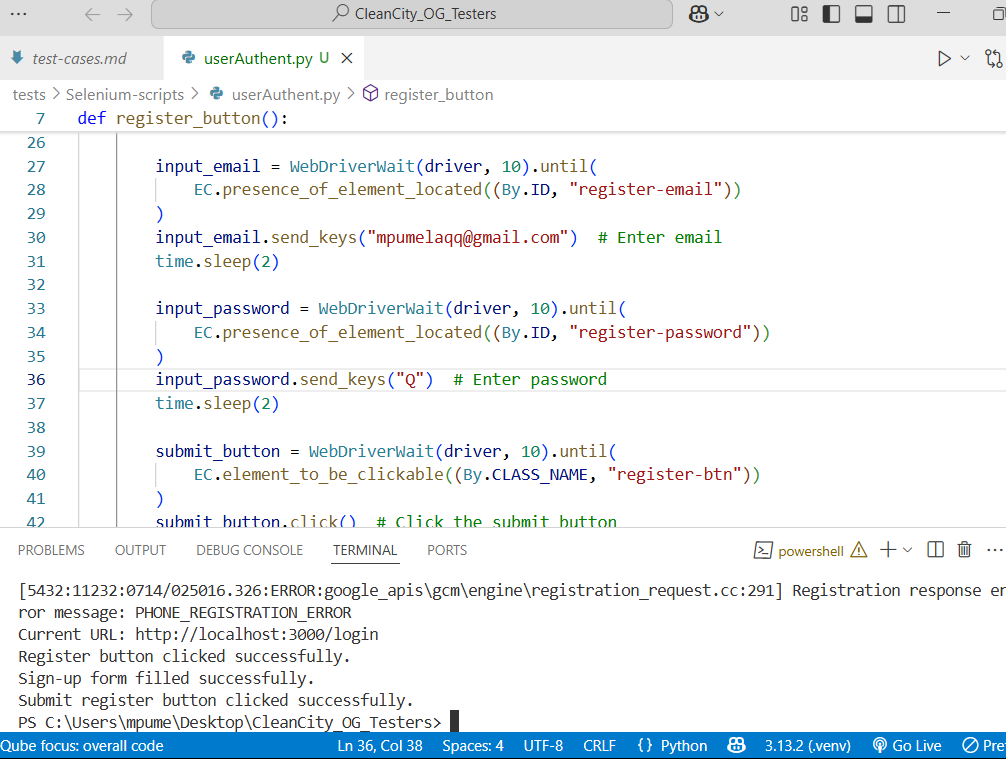 CleanCity_OG_Testers
test-cases.md
userAuthent.py U
tests > Selenium-scripts > userAuthent.py > register_button
7 def register_button():
26
27 input_email = WebDriverWait(driver, 10).until(
28 EC.presence_of_element_located((By.ID, "register-email"))
29 )
30 input_email.send_keys("mpumelaqq@gmail.com") # Enter email
31 time.sleep(2)
32
33 input_password = WebDriverWait(driver, 10).until(
34 EC.presence_of_element_located((By.ID, "register-password"))
35 )
36 input_password.send_keys("Q") # Enter password
37 time.sleep(2)
38
39 submit_button = WebDriverWait(driver, 10).until(
40 EC.element_to_be_clickable((By.CLASS_NAME, "register-btn"))
41 )
42 submit_button.click() # Click the submit button
PROBLEMS OUTPUT DEBUG CONSOLE TERMINAL PORTS powershell
[5432:11232:0714/025016.326:ERROR:google_apis\gcm\engine\registration_request.cc:291] Registration response er
ror message: PHONE_REGISTRATION_ERROR
Current URL: http://localhost:3000/login
Register button clicked successfully.
Sign-up form filled successfully.
Submit register button clicked successfully.
PS C:\Users\mpume\Desktop\CleanCity_OG_Testers>
Qube focus: overall code Ln 36, Col 38 Spaces: 4 UTF-8 CRLF {} Python 3.13.2 (.venv) Go Live Pre